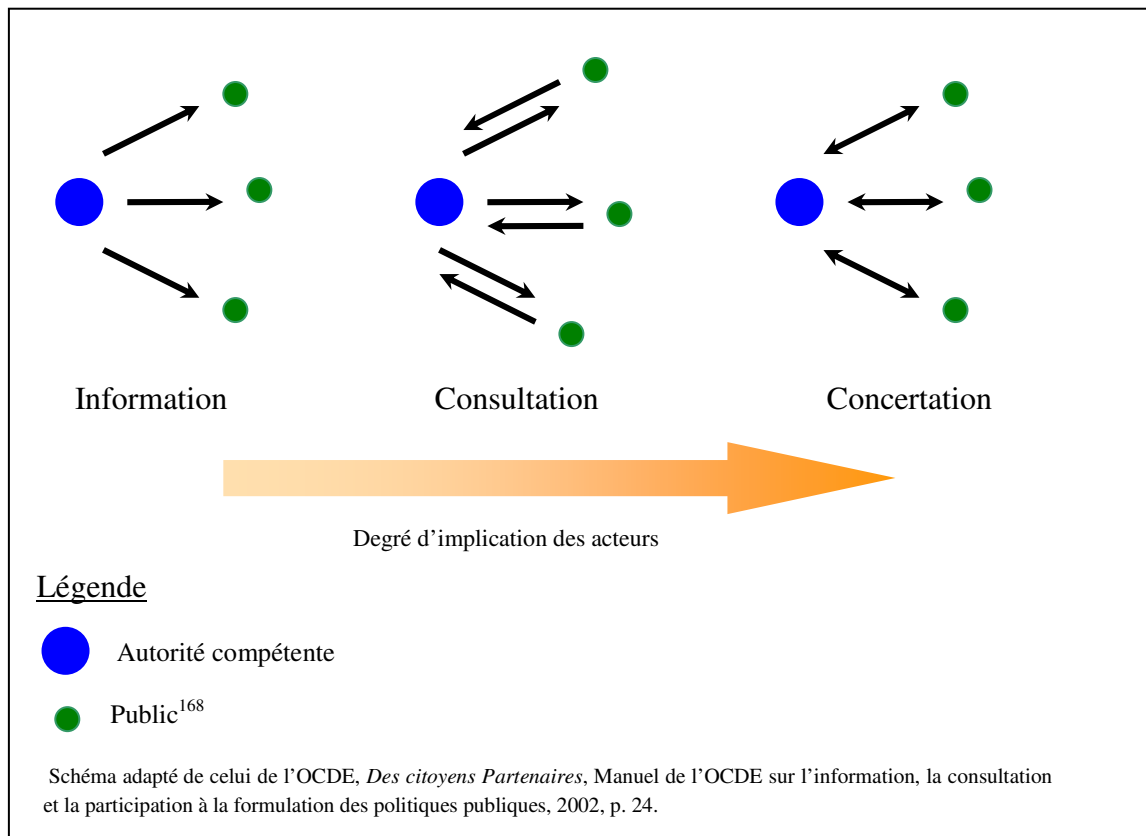 Information Consultation Concertation
Degré d’implication des acteurs
Légende
Autorité compétente
Public168
Schéma adapté de celui de l’OCDE, Des citoyens Partenaires, Manuel de l’OCDE sur l’information, la consultation
et la participation à la formulation des politiques publiques, 2002, p. 24.